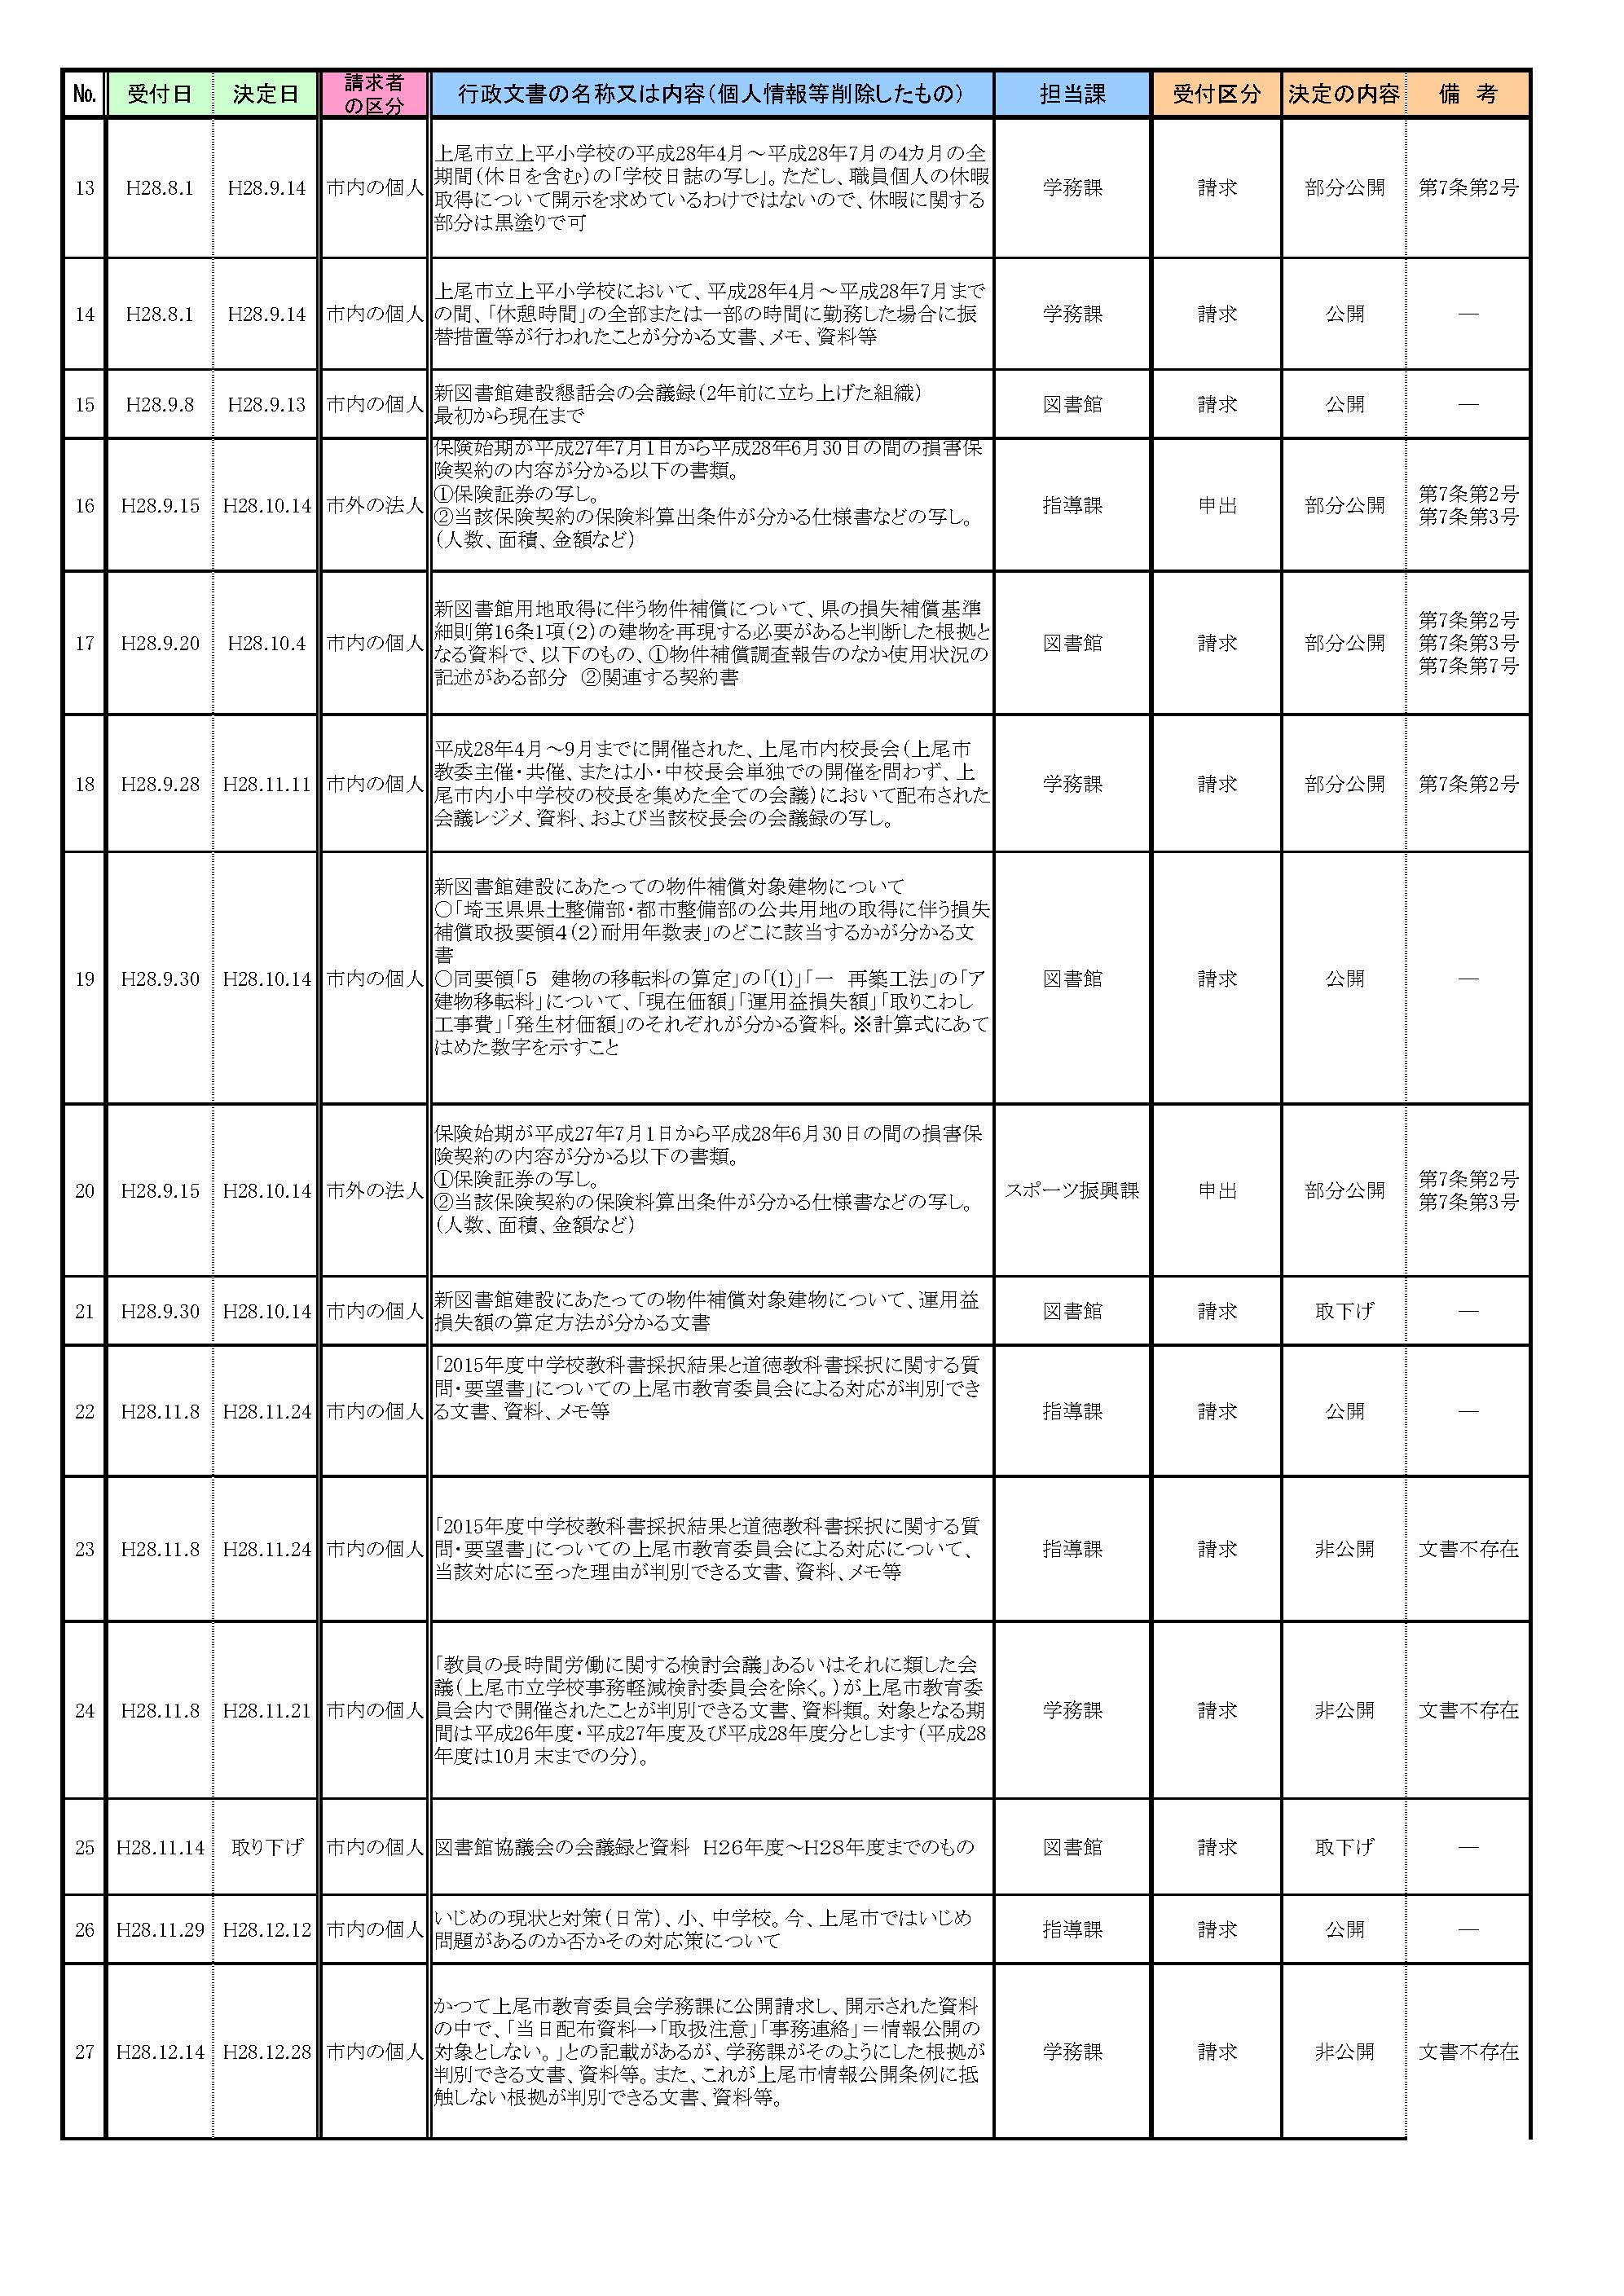 No. 受付日 決定日 請求者の区分 行政文書の名称又は内容（個人情報等削除したもの） 担当課 受付区分 決定の内容 備　考
13 H28.8.1 H28.9.14 市内の個人
上尾市立上平小学校の平成28年4月～平成28年7月の4カ月の全
期間（休日を含む）の「学校日誌の写し」。ただし、職員個人の休暇
取得について開示を求めているわけではないので、休暇に関する
部分は黒塗りで可
学務課 請求 部分公開 第7条第2号
14 H28.8.1 H28.9.14 市内の個人
上尾市立上平小学校において、平成28年4月～平成28年7月まで
の間、「休憩時間」の全部または一部の時間に勤務した場合に振
替措置等が行われたことが分かる文書、メモ、資料等
学務課 請求 公開 ―
15 H28.9.8 H28.9.13 市内の個人
新図書館建設懇話会の会議録（2年前に立ち上げた組織）
最初から現在まで
図書館 請求 公開 ―
16 H28.9.15 H28.10.14 市外の法人
保険始期が平成27年7月1日から平成28年6月30日の間の損害保
険契約の内容が分かる以下の書類。
①保険証券の写し。
②当該保険契約の保険料算出条件が分かる仕様書などの写し。
（人数、面積、金額など）
指導課 申出 部分公開
第7条第2号
第7条第3号
17 H28.9.20 H28.10.4 市内の個人
新図書館用地取得に伴う物件補償について、県の損失補償基準
細則第16条1項（2）の建物を再現する必要があると判断した根拠と
なる資料で、以下のもの、①物件補償調査報告のなか使用状況の
記述がある部分　②関連する契約書
図書館 請求 部分公開
第7条第2号
第7条第3号
第7条第7号
18 H28.9.28 H28.11.11 市内の個人
平成28年4月～9月までに開催された、上尾市内校長会（上尾市
教委主催・共催、または小・中校長会単独での開催を問わず、上
尾市内小中学校の校長を集めた全ての会議）において配布された
会議レジメ、資料、および当該校長会の会議録の写し。
学務課 請求 部分公開 第7条第2号
19 H28.9.30 H28.10.14 市内の個人
新図書館建設にあたっての物件補償対象建物について
○「埼玉県県土整備部・都市整備部の公共用地の取得に伴う損失
補償取扱要領４（２）耐用年数表」のどこに該当するかが分かる文
書
○同要領「５　建物の移転料の算定」の「(1)」「一　再築工法」の「ア
建物移転料」について、「現在価額」「運用益損失額」「取りこわし
工事費」「発生材価額」のそれぞれが分かる資料。※計算式にあて
はめた数字を示すこと
図書館 請求 公開 ―
20 H28.9.15 H28.10.14 市外の法人
保険始期が平成27年7月1日から平成28年6月30日の間の損害保
険契約の内容が分かる以下の書類。
①保険証券の写し。
②当該保険契約の保険料算出条件が分かる仕様書などの写し。
（人数、面積、金額など）
スポーツ振興課 申出 部分公開
第7条第2号
第7条第3号
21 H28.9.30 H28.10.14 市内の個人
新図書館建設にあたっての物件補償対象建物について、運用益
損失額の算定方法が分かる文書
図書館 請求 取下げ ―
22 H28.11.8 H28.11.24 市内の個人
「2015年度中学校教科書採択結果と道徳教科書採択に関する質
問・要望書」についての上尾市教育委員会による対応が判別でき
る文書、資料、メモ等
指導課 請求 公開 ―
23 H28.11.8 H28.11.24 市内の個人
「2015年度中学校教科書採択結果と道徳教科書採択に関する質
問・要望書」についての上尾市教育委員会による対応について、
当該対応に至った理由が判別できる文書、資料、メモ等
指導課 請求 非公開 文書不存在
24 H28.11.8 H28.11.21 市内の個人
「教員の長時間労働に関する検討会議」あるいはそれに類した会
議（上尾市立学校事務軽減検討委員会を除く。）が上尾市教育委
員会内で開催されたことが判別できる文書、資料類。対象となる期
間は平成26年度・平成27年度及び平成28年度分とします（平成28
年度は10月末までの分）。
学務課 請求 非公開 文書不存在
25 H28.11.14 取り下げ 市内の個人 図書館協議会の会議録と資料　Ｈ２６年度～Ｈ２８年度までのもの 図書館 請求 取下げ ―
26 H28.11.29 H28.12.12 市内の個人
いじめの現状と対策（日常）、小、中学校。今、上尾市ではいじめ
問題があるのか否かその対応策について
指導課 請求 公開 ―
27 H28.12.14 H28.12.28 市内の個人
かつて上尾市教育委員会学務課に公開請求し、開示された資料
の中で、「当日配布資料→「取扱注意」「事務連絡」＝情報公開の
対象としない。」との記載があるが、学務課がそのようにした根拠が
判別できる文書、資料等。また、これが上尾市情報公開条例に抵
触しない根拠が判別できる文書、資料等。
学務課 請求 非公開 文書不存在